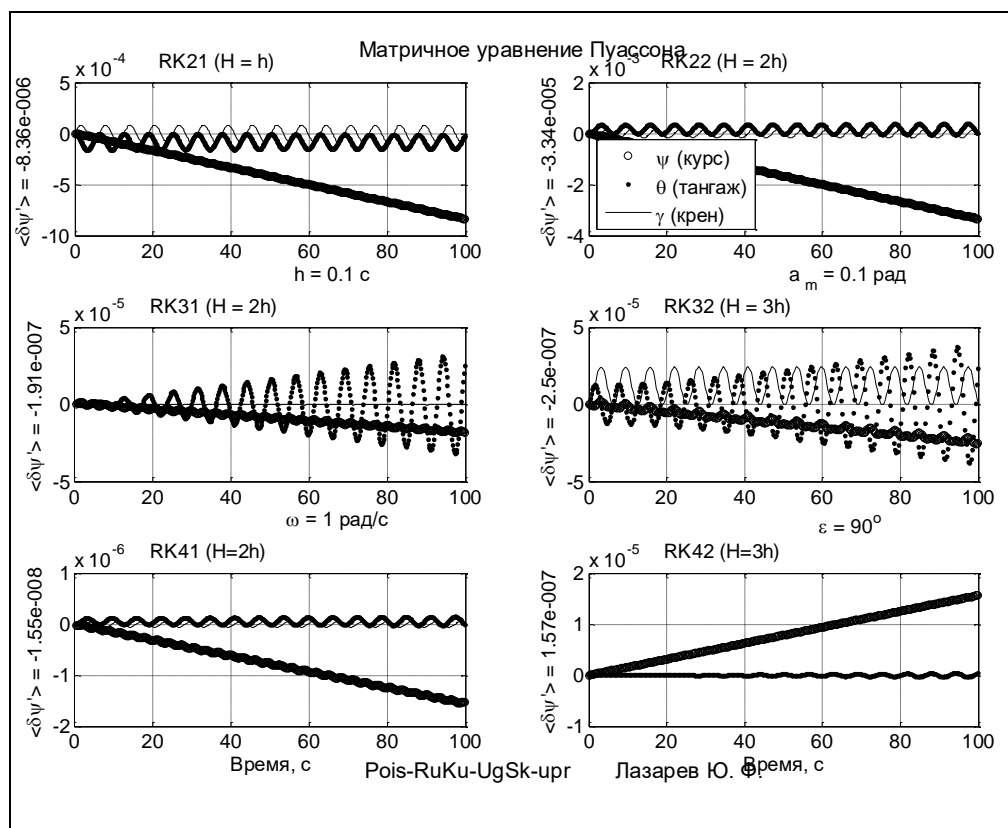 Матричное уравнение Пуассона
x 10^-4 RK21 (H = h)
5
0
-5
-10
0 20 40 60 80 100
<δψ'> = -8.36e-006
h = 0.1 c
x 10^-3 RK22 (H = 2h)
2
0
-2
-4
0 20 40 60 80 100
<δψ'> = -3.34e-005
ψ (курс)
θ (тангаж)
γ (крен)
a m = 0.1 рад
x 10^-5 RK31 (H = 2h)
5
0
-5
0 20 40 60 80 100
<δψ'> = -1.91e-007
ω = 1 рад/с
x 10^-5 RK32 (H = 3h)
5
0
-5
0 20 40 60 80 100
<δψ'> = -2.5e-007
ε = 90°
x 10^-6 RK41 (H=2h)
1
0
-1
-2
0 20 40 60 80 100
<δψ'> = -1.55e-008
Время, с
x 10^-5 RK42 (H=3h)
2
1
0
-1
0 20 40 60 80 100
<δψ'> = 1.57e-007
Время, с
Pois-RuKu-UgSk-upr Лазарев Ю. Ф.